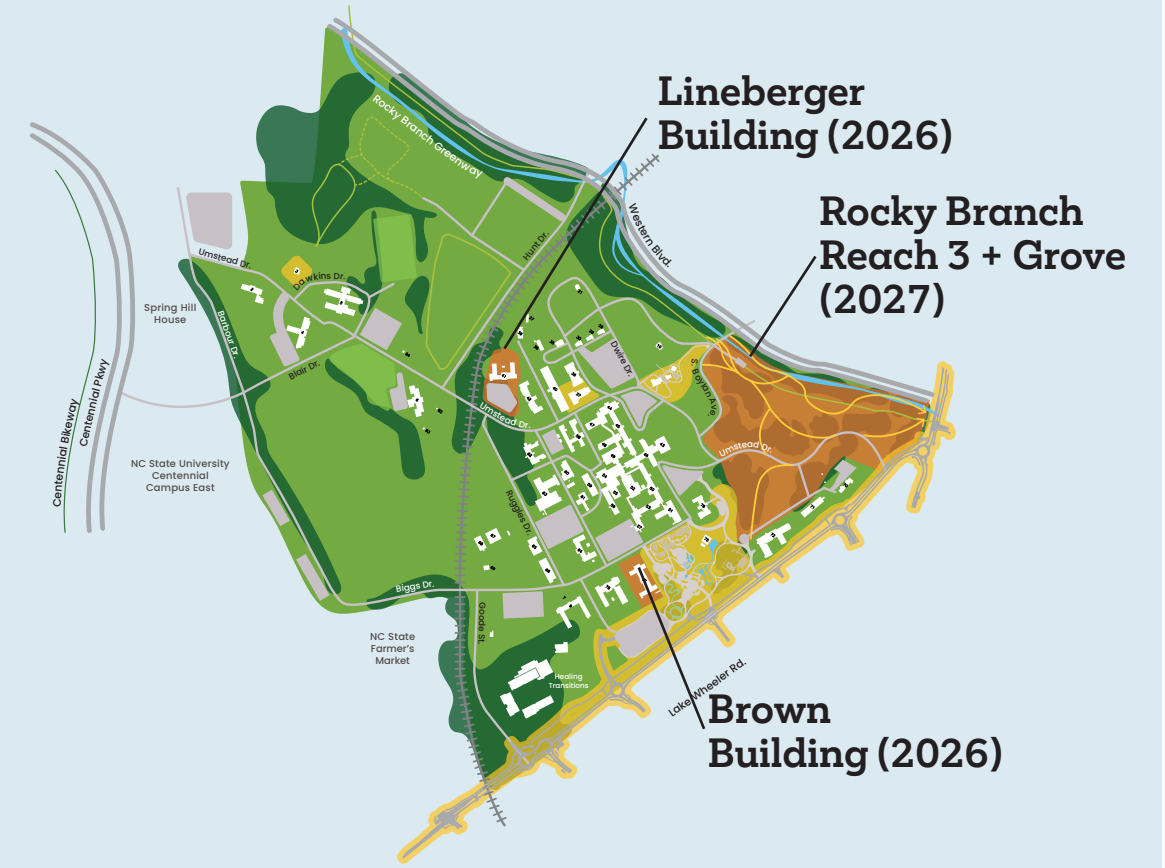 Lineberger
Building (2026)
Rocky Branch
Reach 3 + Grove
(2027)
Rocky Branch Greenway
Western Blvd.
Hunt Dr.
Umstead Dr.
Dawkins Dr.
Spring Hill
House
Barbour Dr.
Blair Dr.
Dwire Dr.
S. Boylan Ave.
Umstead Dr.
Umstead Dr.
Centennial Bikeway
Centennial Pkwy
NC State University
Centennial
Campus East
Ruggles Dr.
Biggs Dr.
Goode St.
NC State
Farmer's
Market
Healing
Transitions
Lake Wheeler Rd.
Brown
Building (2026)